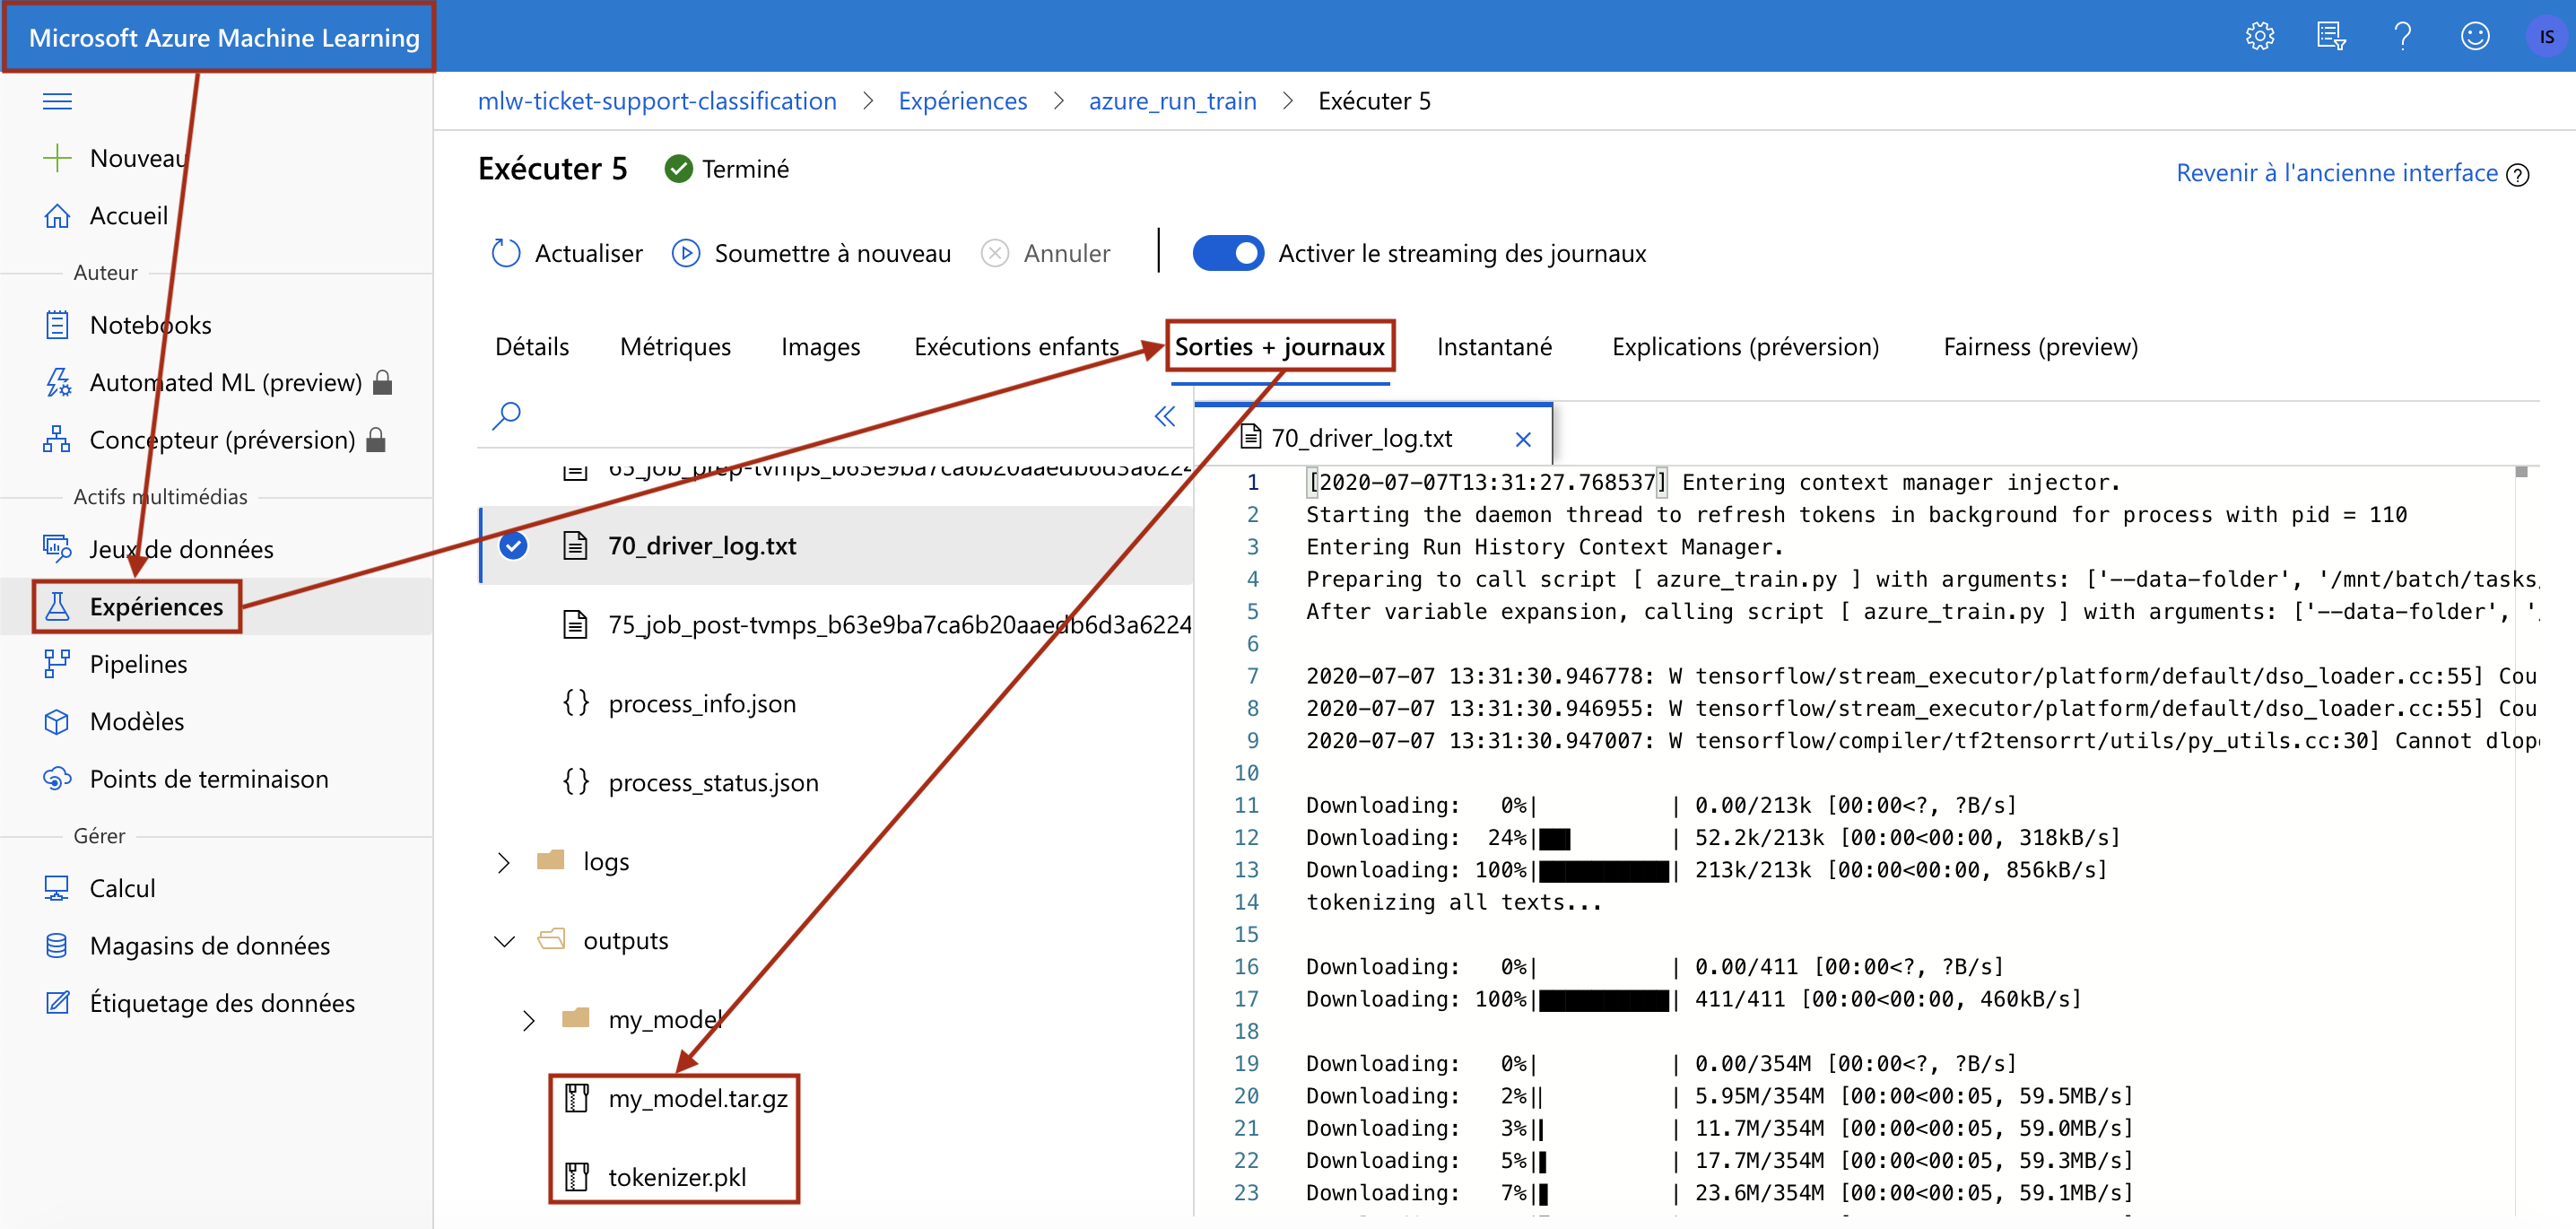 Microsoft Azure Machine Learning
IS
mlw-ticket-support-classification > Expériences > azure_run_train > Exécuter 5
Nouveau
Accueil
Auteur
Notebooks
Automated ML (preview)
Concepteur (préversion)
Actifs multimédias
Jeux de données
Expériences
Pipelines
Modèles
Points de terminaison
Gérer
Calcul
Magasins de données
Étiquetage des données
Exécuter 5 Terminé
Revenir à l'ancienne interface
Actualiser Soumettre à nouveau Annuler Activer le streaming des journaux
Détails Métriques Images Exécutions enfants Sorties + journaux Instantané Explications (préversion) Fairness (preview)
65_job_prep-tvmps_b63e9ba7ca6b20aaedb6d3a6224
70_driver_log.txt
75_job_post-tvmps_b63e9ba7ca6b20aaedb6d3a6224
{} process_info.json
{} process_status.json
logs
outputs
my_model
my_model.tar.gz
tokenizer.pkl
70_driver_log.txt
1 [2020-07-07T13:31:27.768537] Entering context manager injector.
2 Starting the daemon thread to refresh tokens in background for process with pid = 110
3 Entering Run History Context Manager.
4 Preparing to call script [ azure_train.py ] with arguments: ['--data-folder', '/mnt/batch/tasks/
5 After variable expansion, calling script [ azure_train.py ] with arguments: ['--data-folder', '/
6
7 2020-07-07 13:31:30.946778: W tensorflow/stream_executor/platform/default/dso_loader.cc:55] Cou
8 2020-07-07 13:31:30.946955: W tensorflow/stream_executor/platform/default/dso_loader.cc:55] Cou
9 2020-07-07 13:31:30.947007: W tensorflow/compiler/tf2tensorrt/utils/py_utils.cc:30] Cannot dlope
10
11 Downloading: 0%| | 0.00/213k [00:00<?, ?B/s]
12 Downloading: 24%|██ | 52.2k/213k [00:00<00:00, 318kB/s]
13 Downloading: 100%|██████████| 213k/213k [00:00<00:00, 856kB/s]
14 tokenizing all texts...
15
16 Downloading: 0%| | 0.00/411 [00:00<?, ?B/s]
17 Downloading: 100%|██████████| 411/411 [00:00<00:00, 460kB/s]
18
19 Downloading: 0%| | 0.00/354M [00:00<?, ?B/s]
20 Downloading: 2%|▏ | 5.95M/354M [00:00<00:05, 59.5MB/s]
21 Downloading: 3%|▎ | 11.7M/354M [00:00<00:05, 59.0MB/s]
22 Downloading: 5%|▌ | 17.7M/354M [00:00<00:05, 59.3MB/s]
23 Downloading: 7%|▋ | 23.6M/354M [00:00<00:05, 59.1MB/s]